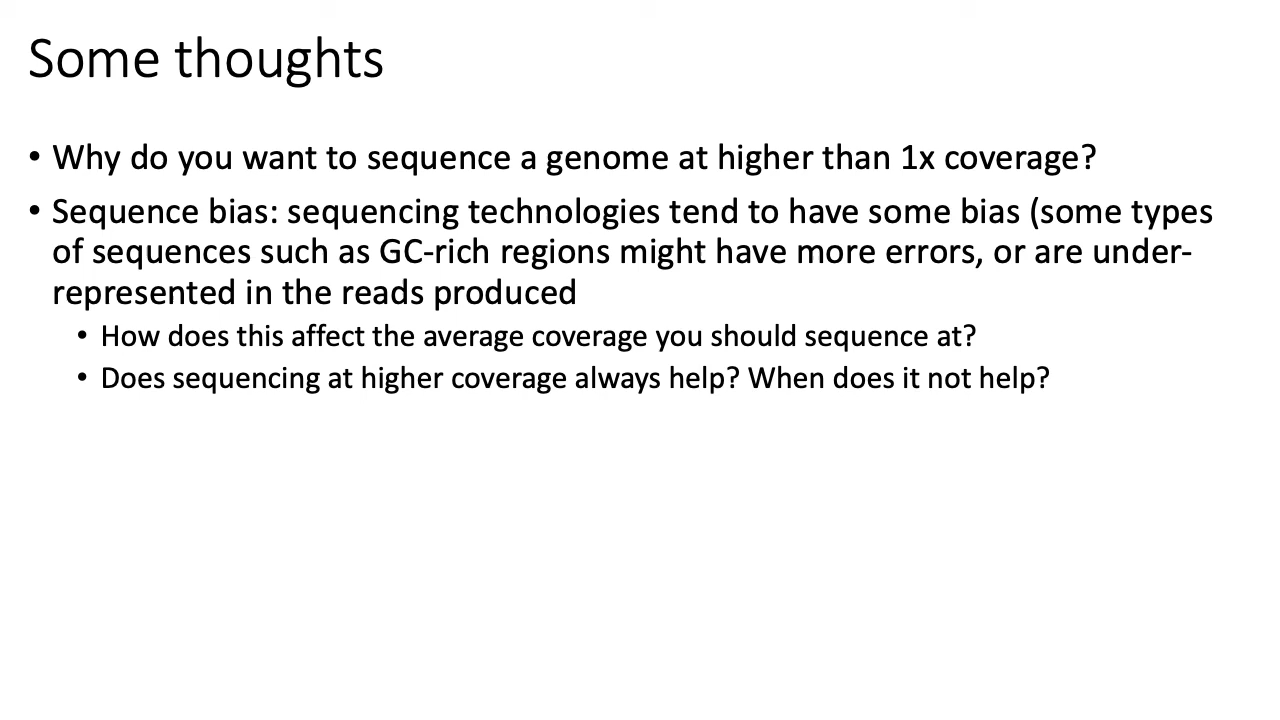 Some thoughts
• Why do you want to sequence a genome at higher than 1x coverage?
• Sequence bias: sequencing technologies tend to have some bias (some types
of sequences such as GC-rich regions might have more errors, or are under-
represented in the reads produced
• How does this affect the average coverage you should sequence at?
• Does sequencing at higher coverage always help? When does it not help?